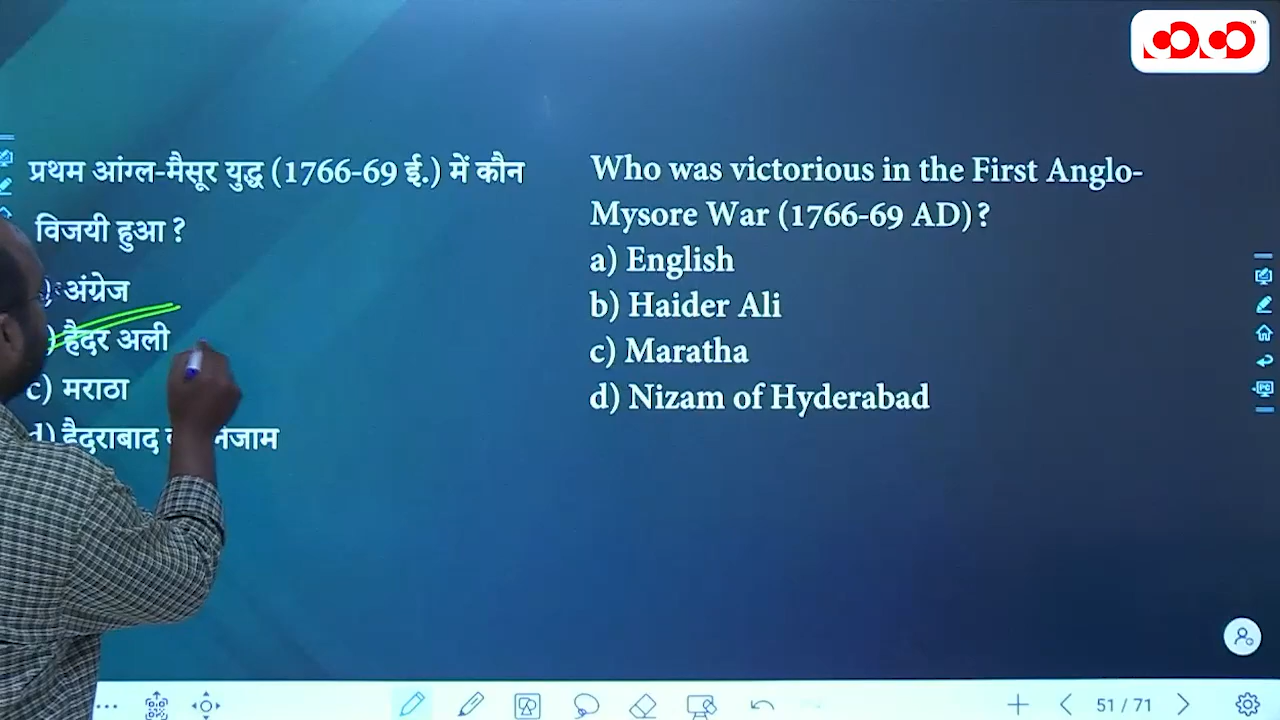 प्रथम आंग्ल-मैसूर युद्ध (1766-69 ई.) में कौन
विजयी हुआ ?
) अंग्रेज
) हैदर अली
c) मराठा
d) हैदराबाद
Who was victorious in the First Anglo-
Mysore War (1766-69 AD)?
a) English
b) Haider Ali
c) Maratha
d) Nizam of Hyderabad
51 / 71